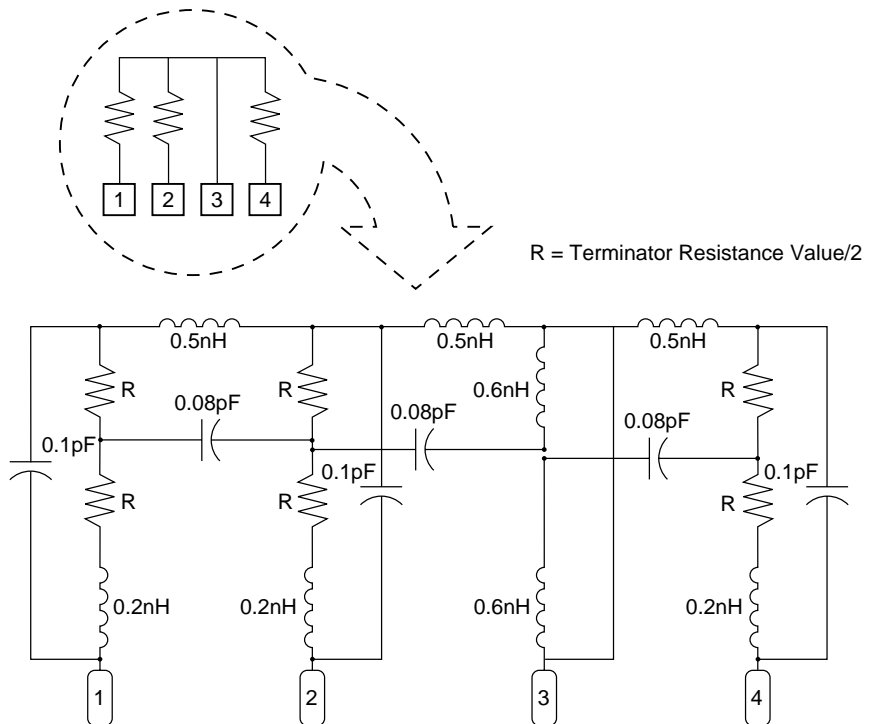 1 2 3 4
R = Terminator Resistance Value/2
0.5nH 0.5nH 0.5nH
R R 0.6nH R
0.08pF 0.08pF 0.08pF
0.1pF 0.1pF 0.1pF
R R R
0.2nH 0.2nH 0.6nH 0.2nH
1 2 3 4